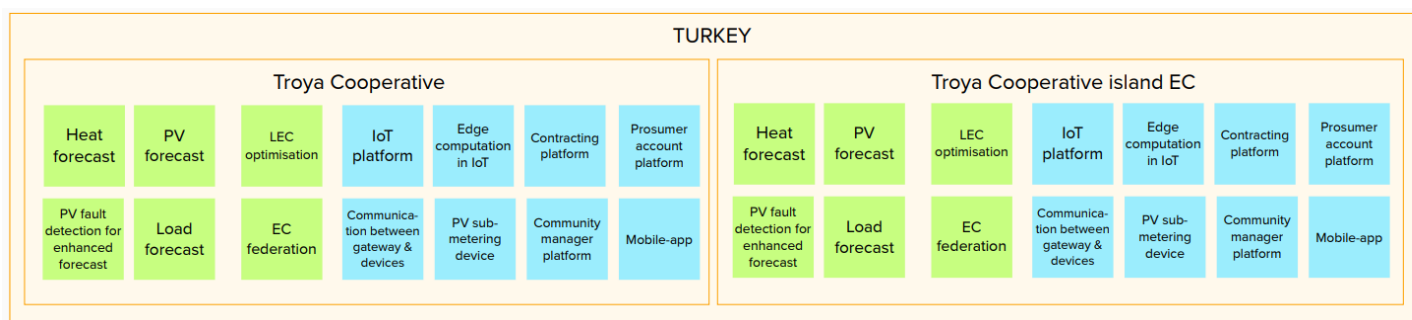 TURKEY
Troya Cooperative
Heat
forecast
PV
forecast
LEC
optimisation
IoT
platform
Edge
computation
in IoT
Contracting
platform
Prosumer
account
platform
PV fault
detection for
enhanced
forecast
Load
forecast
EC
federation
Communica-
tion between
gateway &
devices
PV sub-
metering
device
Community
manager
platform
Mobile-app
Troya Cooperative island EC
Heat
forecast
PV
forecast
LEC
optimisation
IoT
platform
Edge
computation
in IoT
Contracting
platform
Prosumer
account
platform
PV fault
detection for
enhanced
forecast
Load
forecast
EC
federation
Communica-
tion between
gateway &
devices
PV sub-
metering
device
Community
manager
platform
Mobile-app